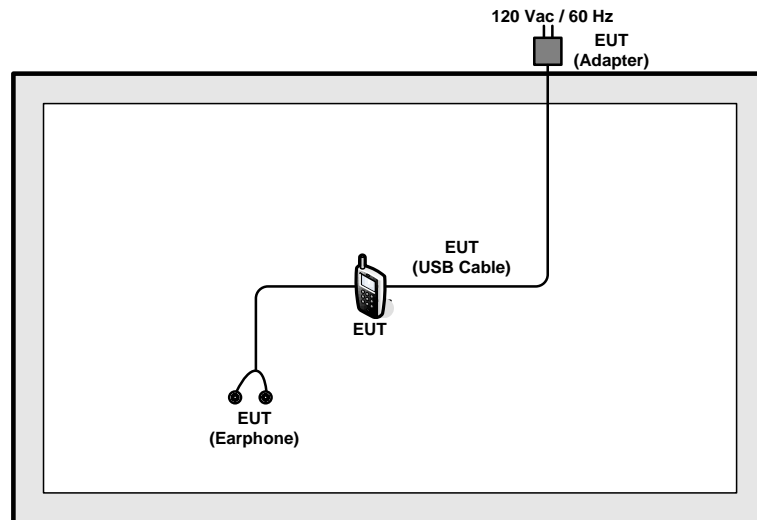 120 Vac / 60 Hz
EUT
(Adapter)
EUT
(USB Cable)
EUT
EUT
(Earphone)